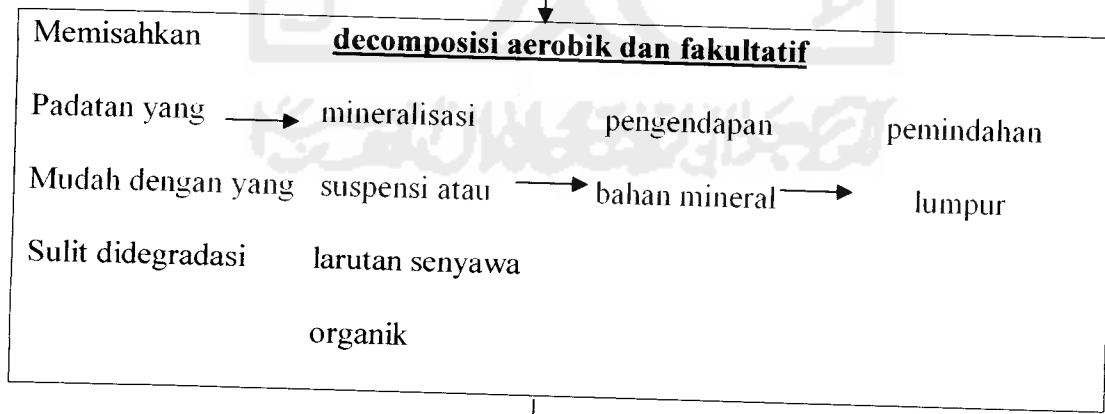 Memisahkan decomposisi aerobik dan fakultatif
Padatan yang mineralisasi pengendapan pemindahan
Mudah dengan yang suspensi atau bahan mineral lumpur
Sulit didegradasi larutan senyawa
organik